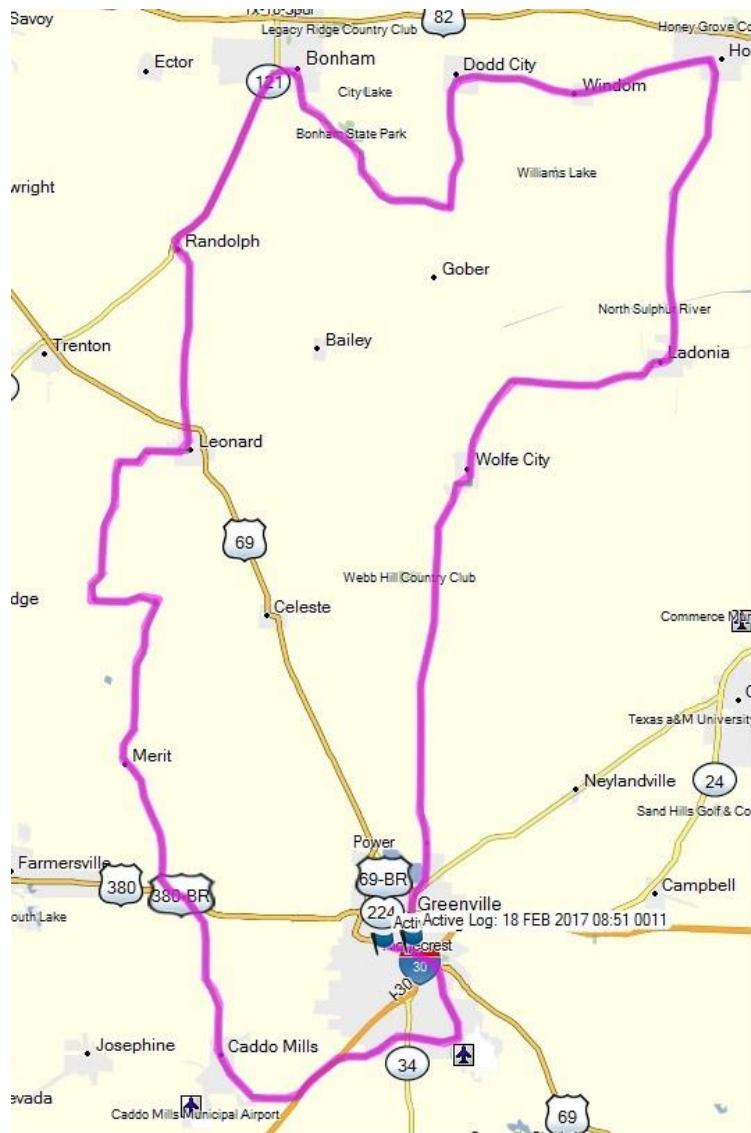 Savoy
82
Legacy Ridge Country Club
Honey Grove Co
Ho
Ector
Bonham
121
City Lake
Dodd City
Windom
Bonham State Park
Williams Lake
wright
Randolph
Gober
North Sulphur River
Trenton
Bailey
Ladonia
Leonard
Wolfe City
69
Webb Hill Country Club
dge
Celeste
Commerce Mun
Texas a&M University
Merit
Neylandville
24
Sand Hills Golf & Co
Power
Farmersville
380
380-BR
69-BR
Campbell
outh Lake
224
Greenville
Acti
Active Log: 18 FEB 2017 08:51 0011
30
I-30
Josephine
Caddo Mills
34
evada
Caddo Mills Municipal Airport
69